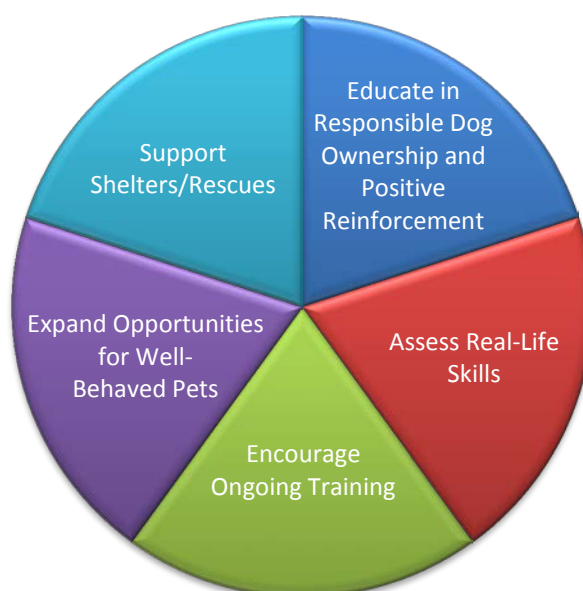 Educate in
Responsible Dog
Ownership and
Positive
Reinforcement
Assess Real-Life
Skills
Encourage
Ongoing Training
Expand Opportunities
for Well-
Behaved Pets
Support
Shelters/Rescues